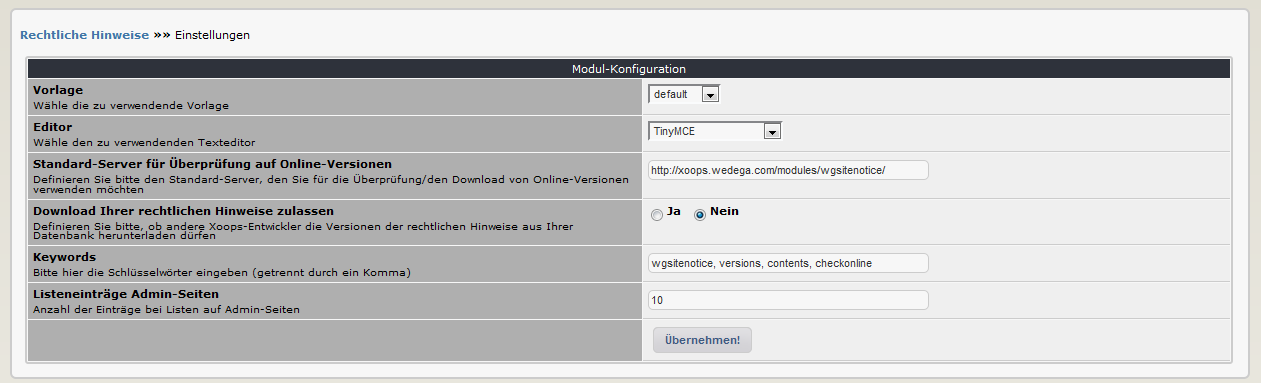 Rechtliche Hinweise »» Einstellungen
Modul-Konfiguration
Vorlage
Wähle die zu verwendende Vorlage
default
Editor
Wähle den zu verwendenden Texteditor
TinyMCE
Standard-Server für Überprüfung auf Online-Versionen
Definieren Sie bitte den Standard-Server, den Sie für die Überprüfung/den Download von Online-Versionen
verwenden möchten
http://xoops.wedega.com/modules/wgsitenotice/
Download Ihrer rechtlichen Hinweise zulassen
Definieren Sie bitte, ob andere Xoops-Entwickler die Versionen der rechtlichen Hinweise aus Ihrer
Datenbank herunterladen dürfen
Ja Nein
Keywords
Bitte hier die Schlüsselwörter eingeben (getrennt durch ein Komma)
wgsitenotice, versions, contents, checkonline
Listeneinträge Admin-Seiten
Anzahl der Einträge bei Listen auf Admin-Seiten
10
Übernehmen!